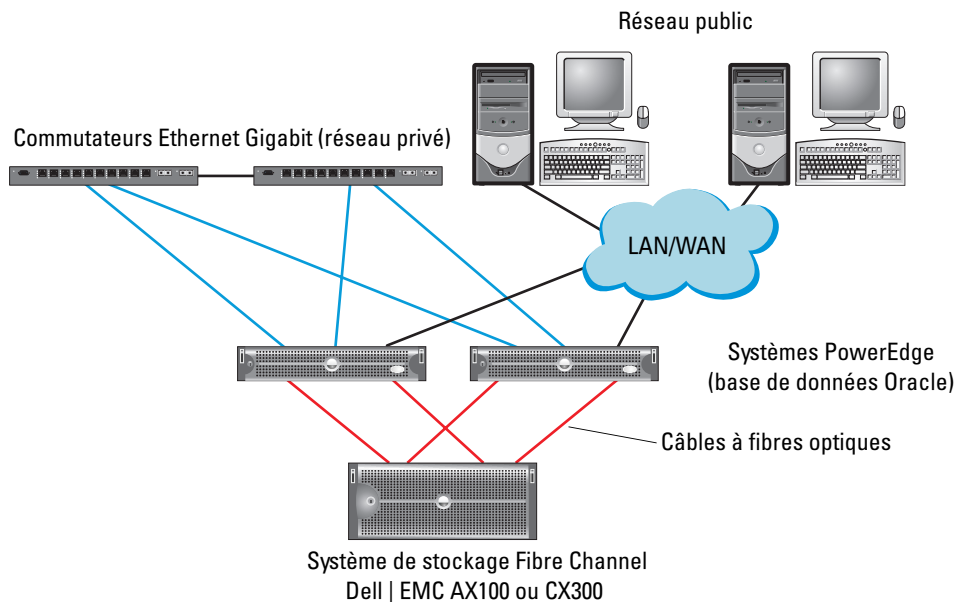 Réseau public
Commutateurs Ethernet Gigabit (réseau privé)
LAN/WAN
Systèmes PowerEdge
(base de données Oracle)
Câbles à fibres optiques
Système de stockage Fibre Channel
Dell | EMC AX100 ou CX300